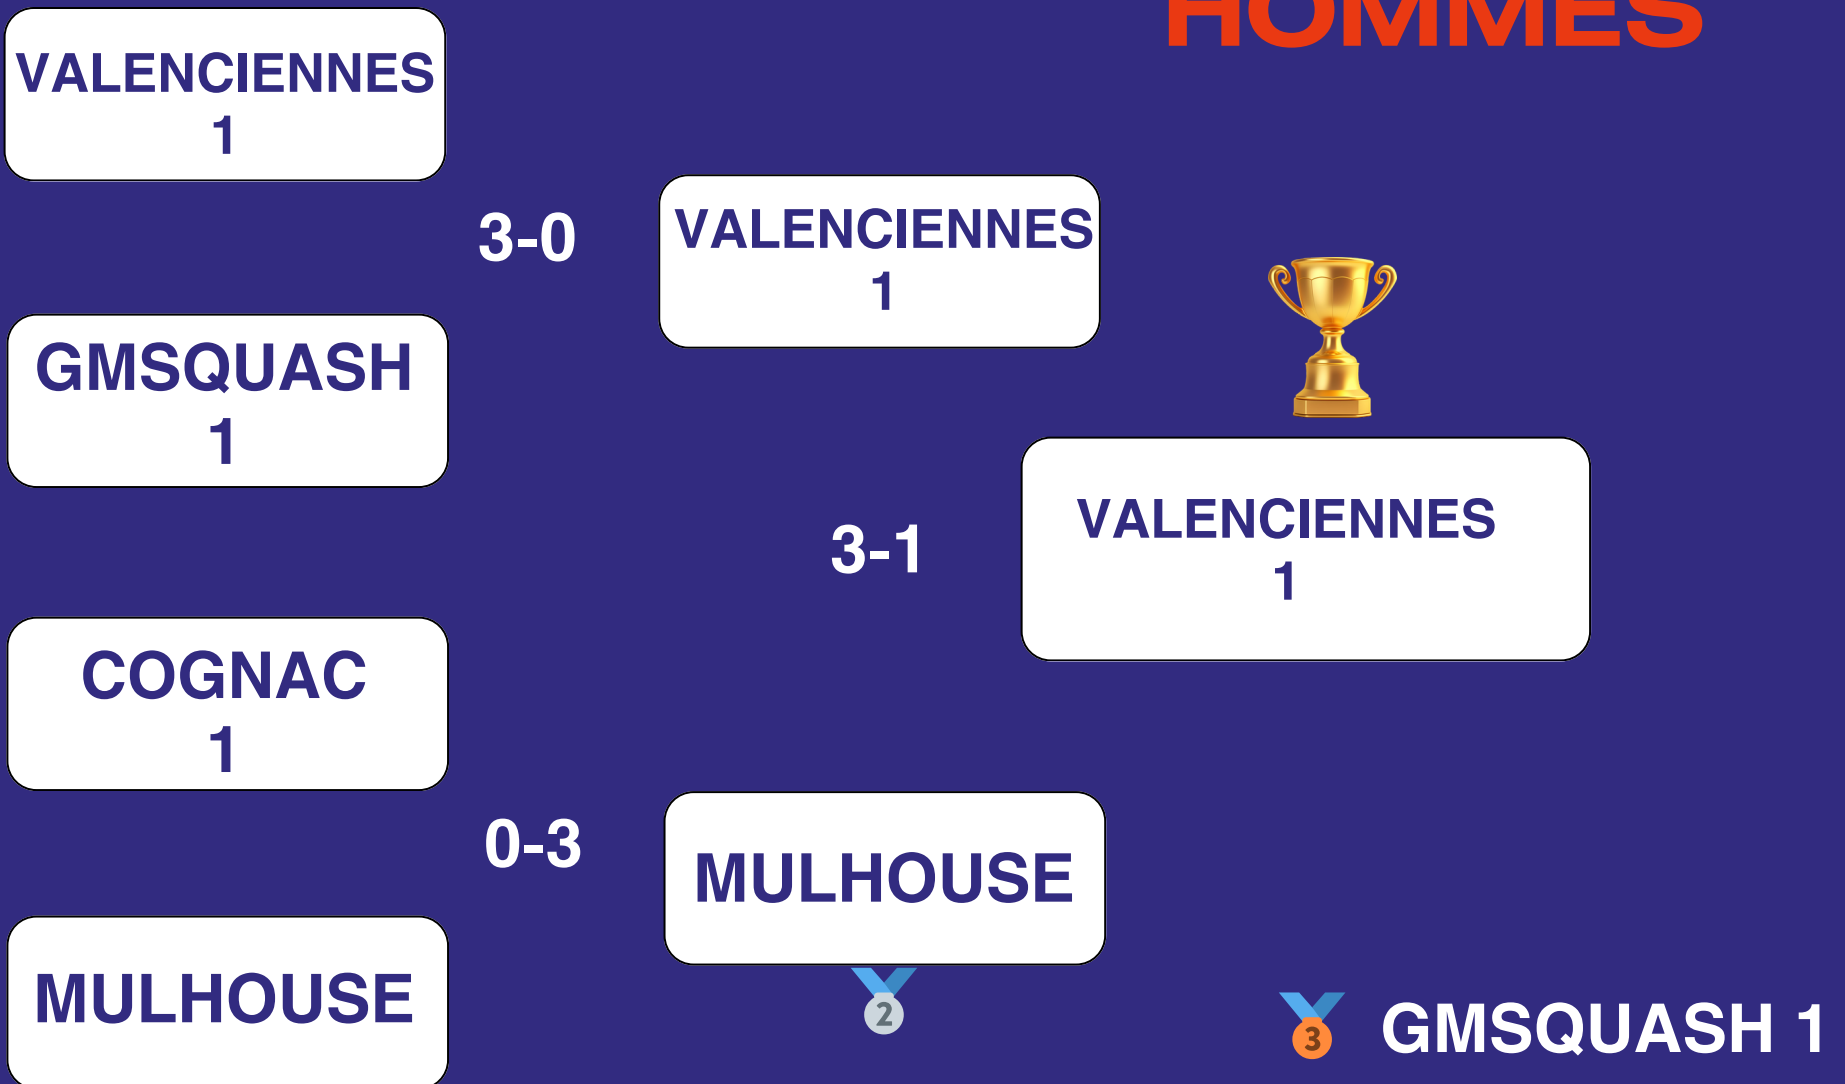 HOMMES
VALENCIENNES
1
3-0
VALENCIENNES
1
GMSQUASH
1
3-1
VALENCIENNES
1
COGNAC
1
0-3
MULHOUSE
2
MULHOUSE
3 GMSQUASH 1